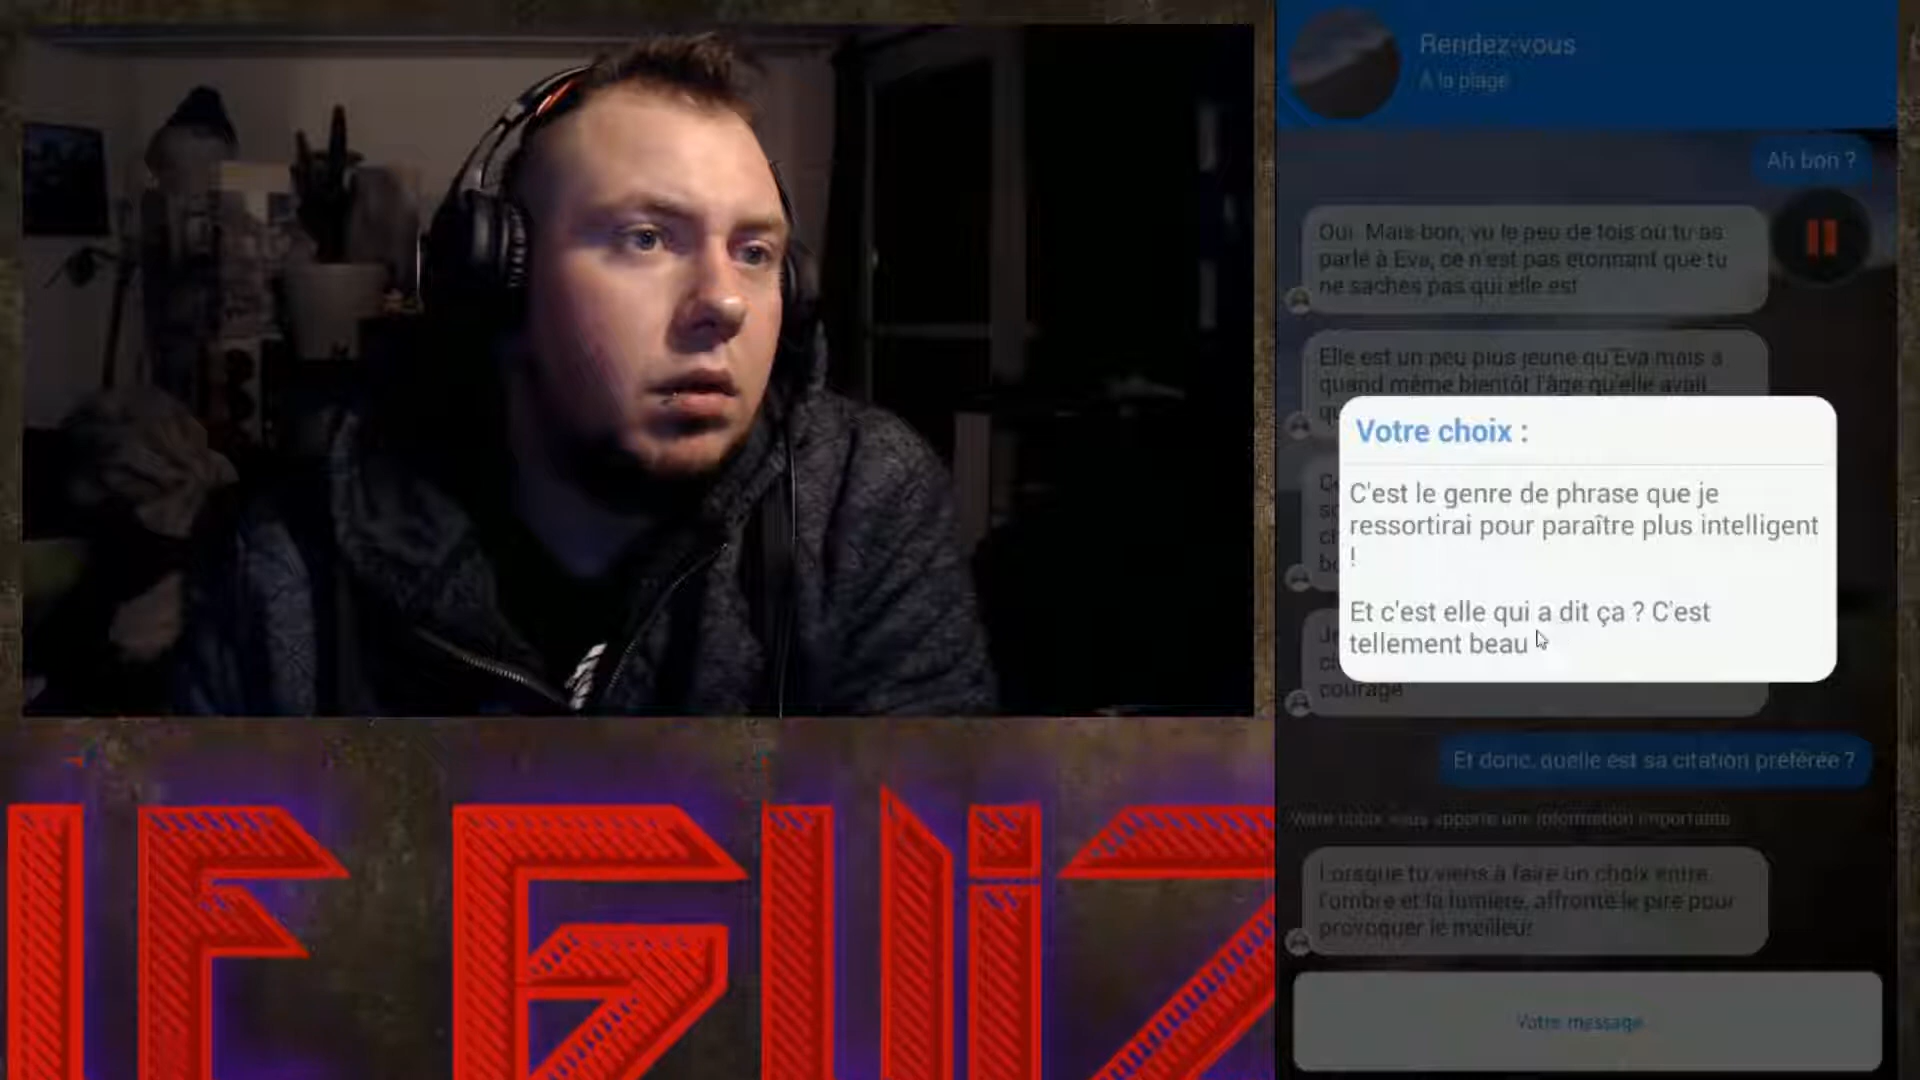 Rendez-vous
A la plage
Ah bon ?
Oui. Mais bon, vu le peu de fois où tu as
parlé à Eva, ce n'est pas étonnant que tu
ne saches pas qui elle est
Elle est un peu plus jeune qu'Eva mais a
quand même bientôt l'âge qu'elle avait
Votre choix :
C'est le genre de phrase que je
ressortirai pour paraître plus intelligent
!
Et c'est elle qui a dit ça ? C'est
tellement beau
courage
Et donc, quelle est sa citation préférée ?
Votre choix vous apporte une information importante
Lorsque tu viens à faire un choix entre
l'ombre et la lumière, affronte le pire pour
provoquer le meilleur
Votre message